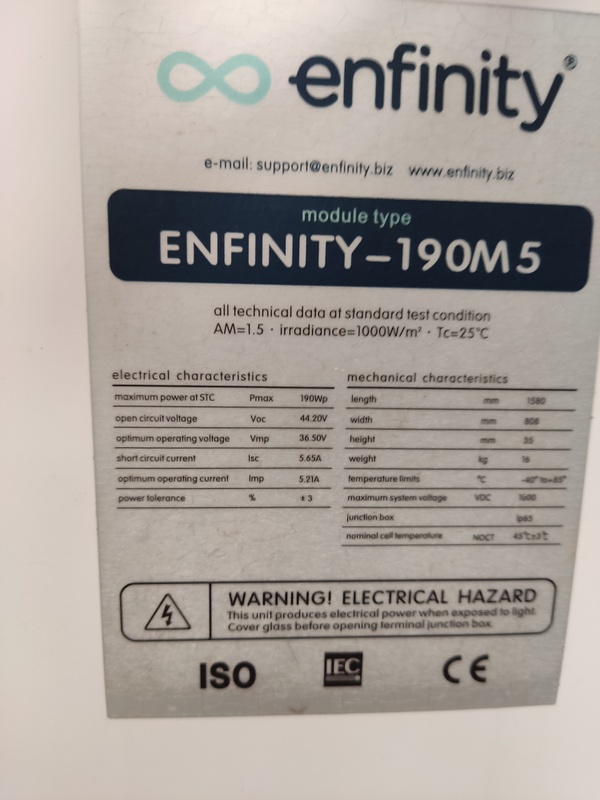 enfinity®
e-mail: support@enfinity.biz www.enfinity.biz
module type
ENFINITY-190M5
all technical data at standard test condition
AM=1.5 · irradiance=1000W/m² · Tc=25°C
electrical characteristics
maximum power at STC Pmax 190Wp
open circuit voltage Voc 44.20V
optimum operating voltage Vmp 36.50V
short circuit current Isc 5.65A
optimum operating current Imp 5.21A
power tolerance % ±3
mechanical characteristics
length mm 1580
width mm 808
height mm 35
weight kg 16
temperature limits °C -40° to+85°
maximum system voltage VDC
junction box Ip65
nominal cell temperature NOCT 45℃±3℃
WARNING! ELECTRICAL HAZARD
This unit produces electrical power when exposed to light.
Cover glass before opening terminal junction box.
ISO IEC CE